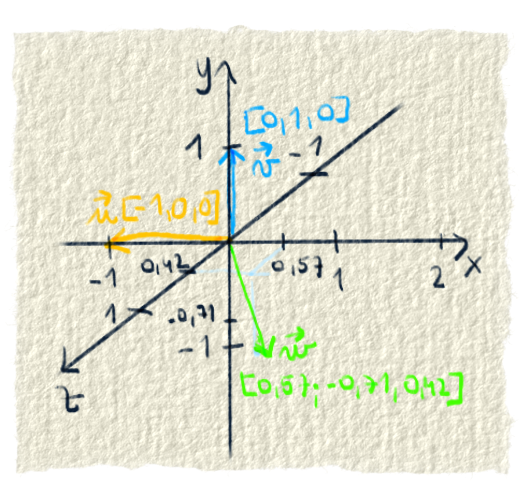 y
[0,1,0]
1
v
-1
u[-1,0,0]
-1
0,42
0,57
1
2
x
1
-0,71
-1
w
z
[0,57;-0,71,0,42]